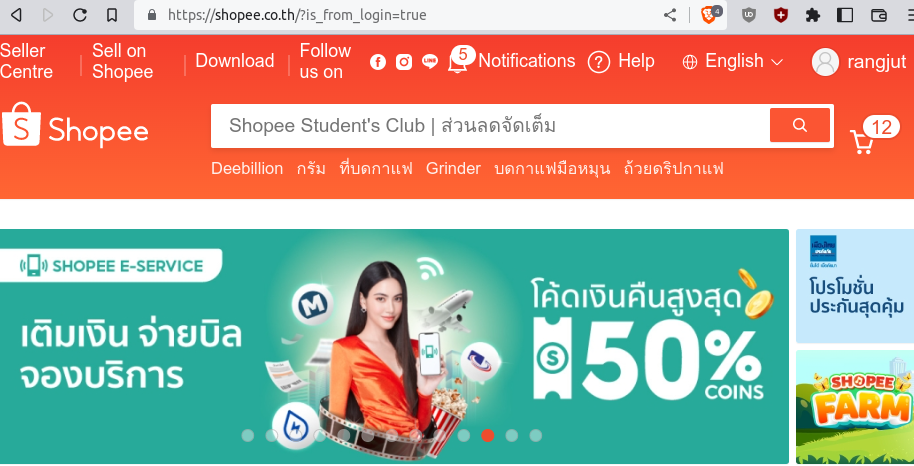 https://shopee.co.th/?is_from_login=true
4
Seller Centre
Sell on Shopee
Download
Follow us on
5
Notifications
Help
English
rangjut
Shopee
Shopee Student's Club | ส่วนลดจัดเต็ม
12
Deebillion กรัม ที่บดกาแฟ Grinder บดกาแฟมือหมุน ถ้วยดริปกาแฟ
SHOPEE E-SERVICE
เติมเงิน จ่ายบิล
จองบริการ
โค้ดเงินคืนสูงสุด
50%
COINS
โปรโมชั่น
ประกันสุดคุ้ม
SHOPEE
FARM